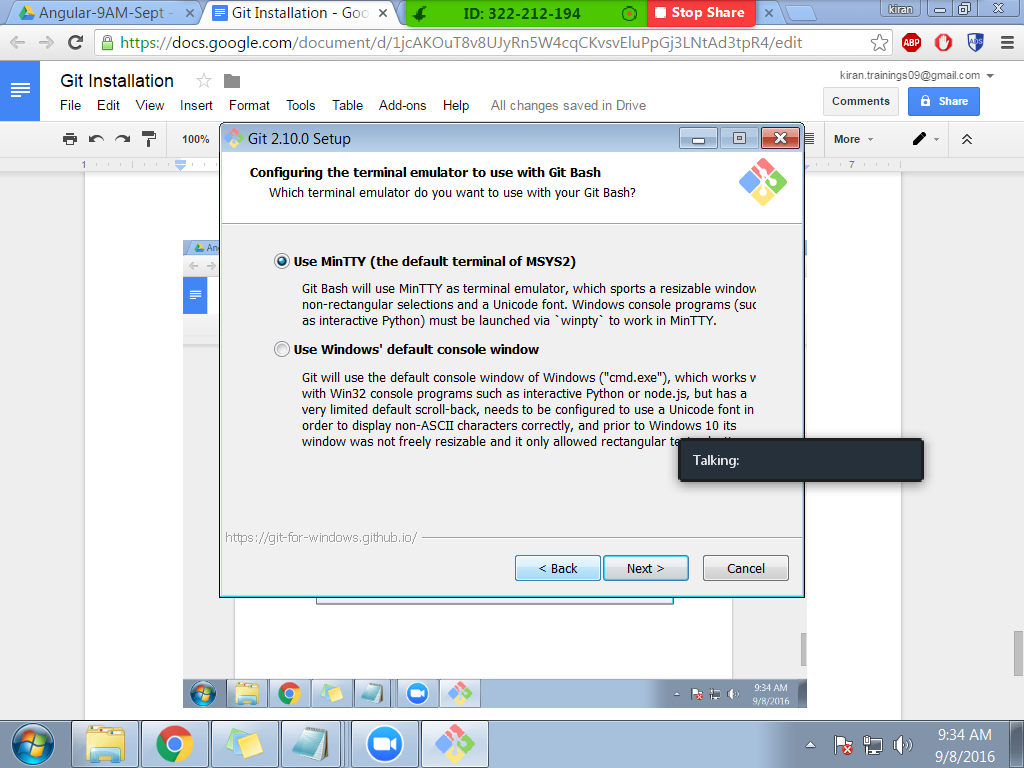 Angular-9AM-Sept -
Git Installation - Goo
ID: 322-212-194
Stop Share
kiran
https://docs.google.com/document/d/1jcAKOuT8v8UJyRn5W4cqCKvsvEluPpGj3LNtAd3tpR4/edit
ABP
ADS
Git Installation
kiran.trainings09@gmail.com
File Edit View Insert Format Tools Table Add-ons Help All changes saved in Drive
Comments
Share
100%
More
1
7
Git 2.10.0 Setup
Configuring the terminal emulator to use with Git Bash
Which terminal emulator do you want to use with your Git Bash?
An
Use MinTTY (the default terminal of MSYS2)
Git Bash will use MinTTY as terminal emulator, which sports a resizable window
non-rectangular selections and a Unicode font. Windows console programs (suc
as interactive Python) must be launched via `winpty` to work in MinTTY.
Use Windows' default console window
Git will use the default console window of Windows ("cmd.exe"), which works w
with Win32 console programs such as interactive Python or node.js, but has a
very limited default scroll-back, needs to be configured to use a Unicode font in
order to display non-ASCII characters correctly, and prior to Windows 10 its
window was not freely resizable and it only allowed rectangular
Talking:
https://git-for-windows.github.io/
< Back
Next >
Cancel
9:34 AM
9/8/2016
9:34 AM
9/8/2016